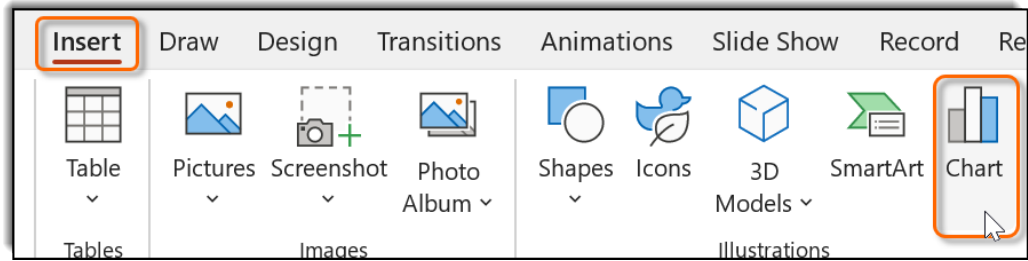 Insert Draw Design Transitions Animations Slide Show Record Re
Table Pictures Screenshot Photo Album Shapes Icons 3D Models SmartArt Chart
Tables Images Illustrations